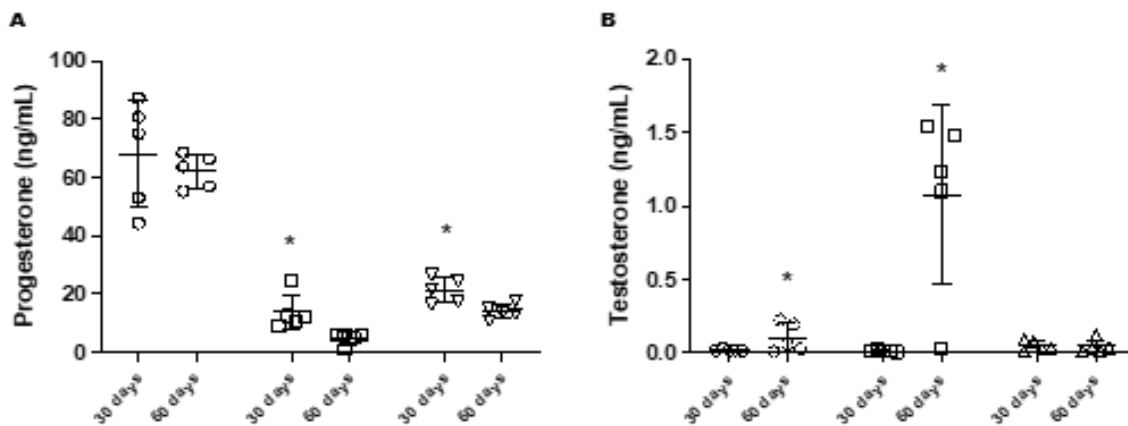 A
B
Progesterone (ng/mL)
100
80
60
40
20
0
*
*
30 days
60 days
30 days
60 days
30 days
60 days
Testosterone (ng/mL)
2.0
1.5
1.0
0.5
0.0
*
*
30 days
60 days
30 days
60 days
30 days
60 days